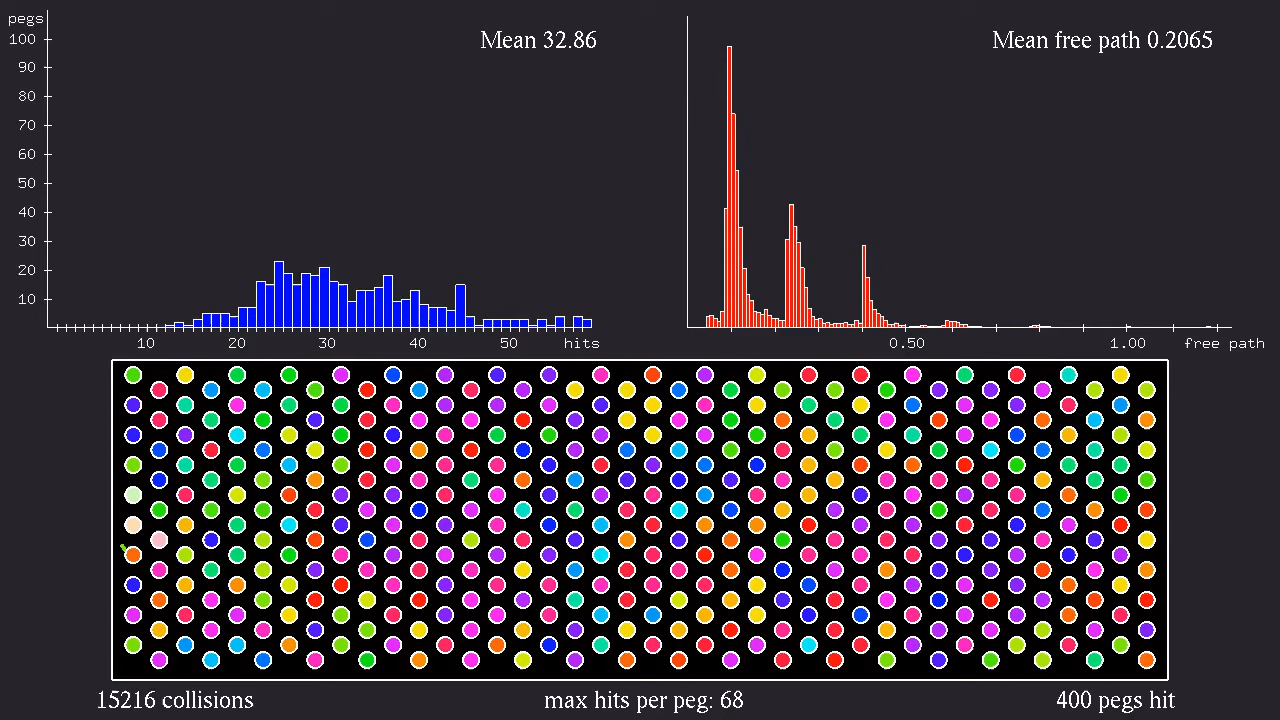 pegs
Mean 32.86
Mean free path 0.2065
100
90
80
70
60
50
40
30
20
10
10 20 30 40 50 hits
0.50 1.00 free path
15216 collisions
max hits per peg: 68
400 pegs hit